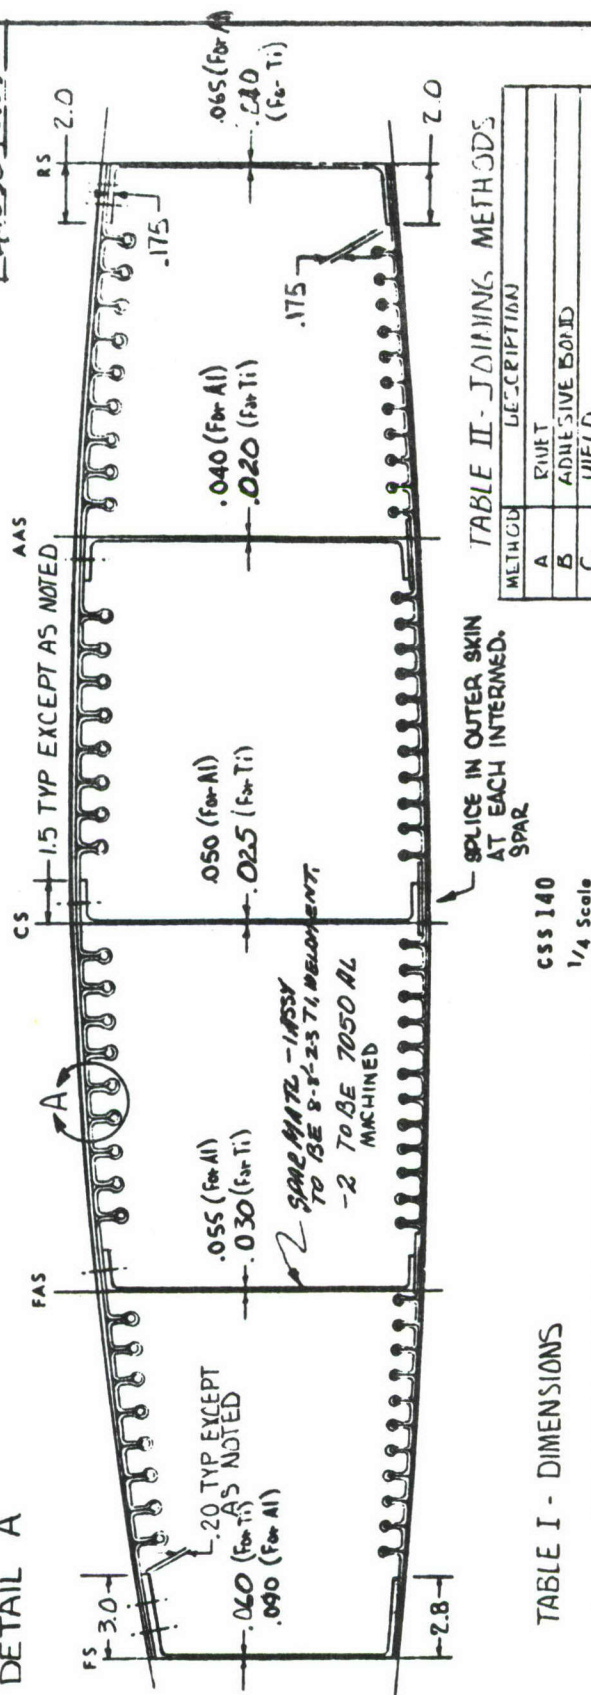 DETAIL A
FS
3.0
.20 TYP EXCEPT
AS NOTED
.060 (For Ti)
.090 (For Al)
2.8
FAS
.055 (For Al)
.030 (For Ti)
A
SPAR MATL -1 ASSY
TO BE 8-8-2-3 Ti, WELDMENT.
-2 TO BE 7050 AL
MACHINED
CS
1.5 TYP EXCEPT AS NOTED
.050 (For Al)
.025 (For Ti)
AAS
.040 (For Al)
.020 (For Ti)
RS
2.0
.175
.175
.065 (For Al)
(For Ti)
2.0
SPLICE IN OUTER SKIN
AT EACH INTERMED.
SPAR
CSS 140
1/4 Scale
TABLE I - DIMENSIONS
TABLE II - JOINING METHODS
METHOD DESCRIPTION
A RIVET
B ADHESIVE BOND
C WELD